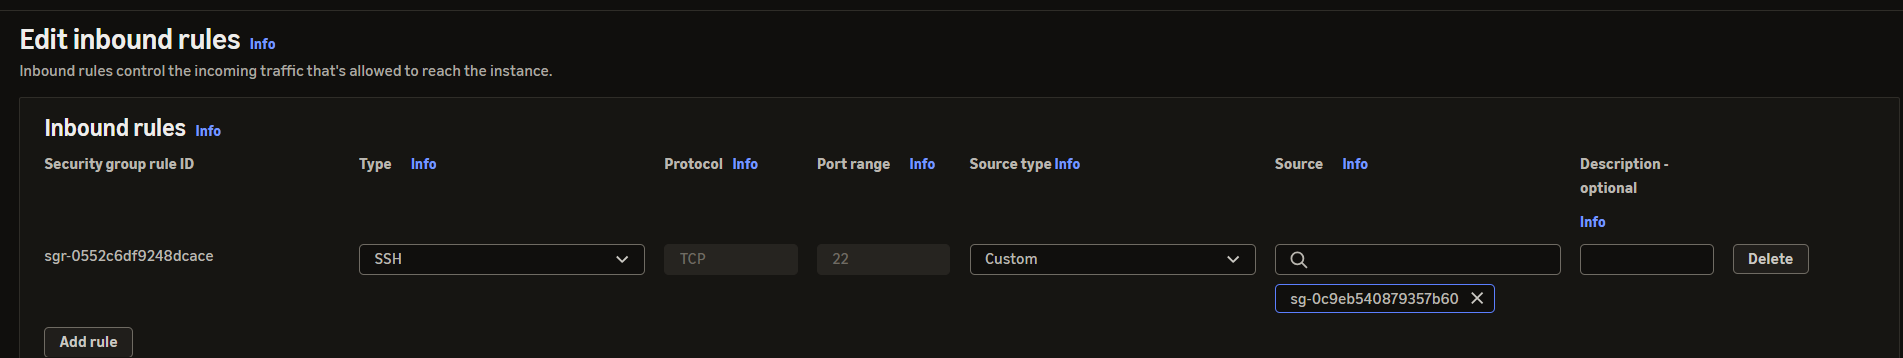 Edit inbound rules Info
Inbound rules control the incoming traffic that's allowed to reach the instance.
Inbound rules Info
Security group rule ID Type Info Protocol Info Port range Info Source type Info Source Info Description -
optional
Info
sgr-0552c6df9248dcace SSH TCP 22 Custom Delete
sg-0c9eb540879357b60
Add rule